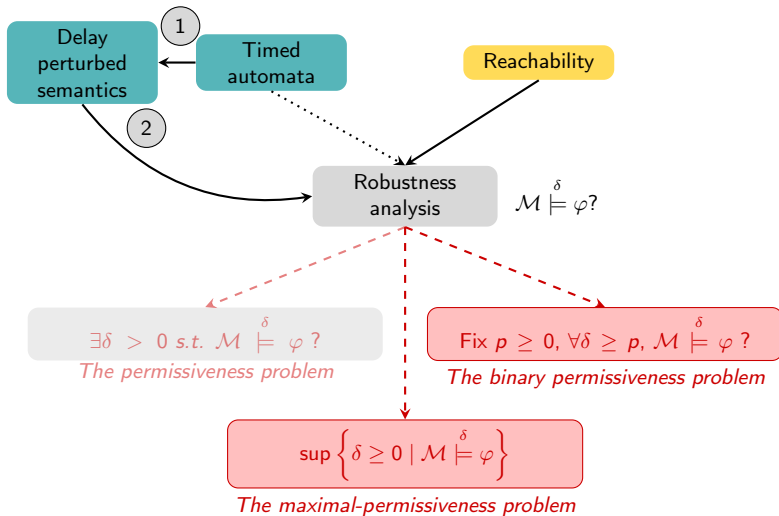 Delay
perturbed
semantics
1
Timed
automata
Reachability
2
Robustness
analysis
M ⊨^δ φ?
∃δ > 0 s.t. M ⊨^δ φ ?
The permissiveness problem
Fix p ≥ 0, ∀δ ≥ p, M ⊨^δ φ ?
The binary permissiveness problem
sup { δ ≥ 0 | M ⊨^δ φ }
The maximal-permissiveness problem